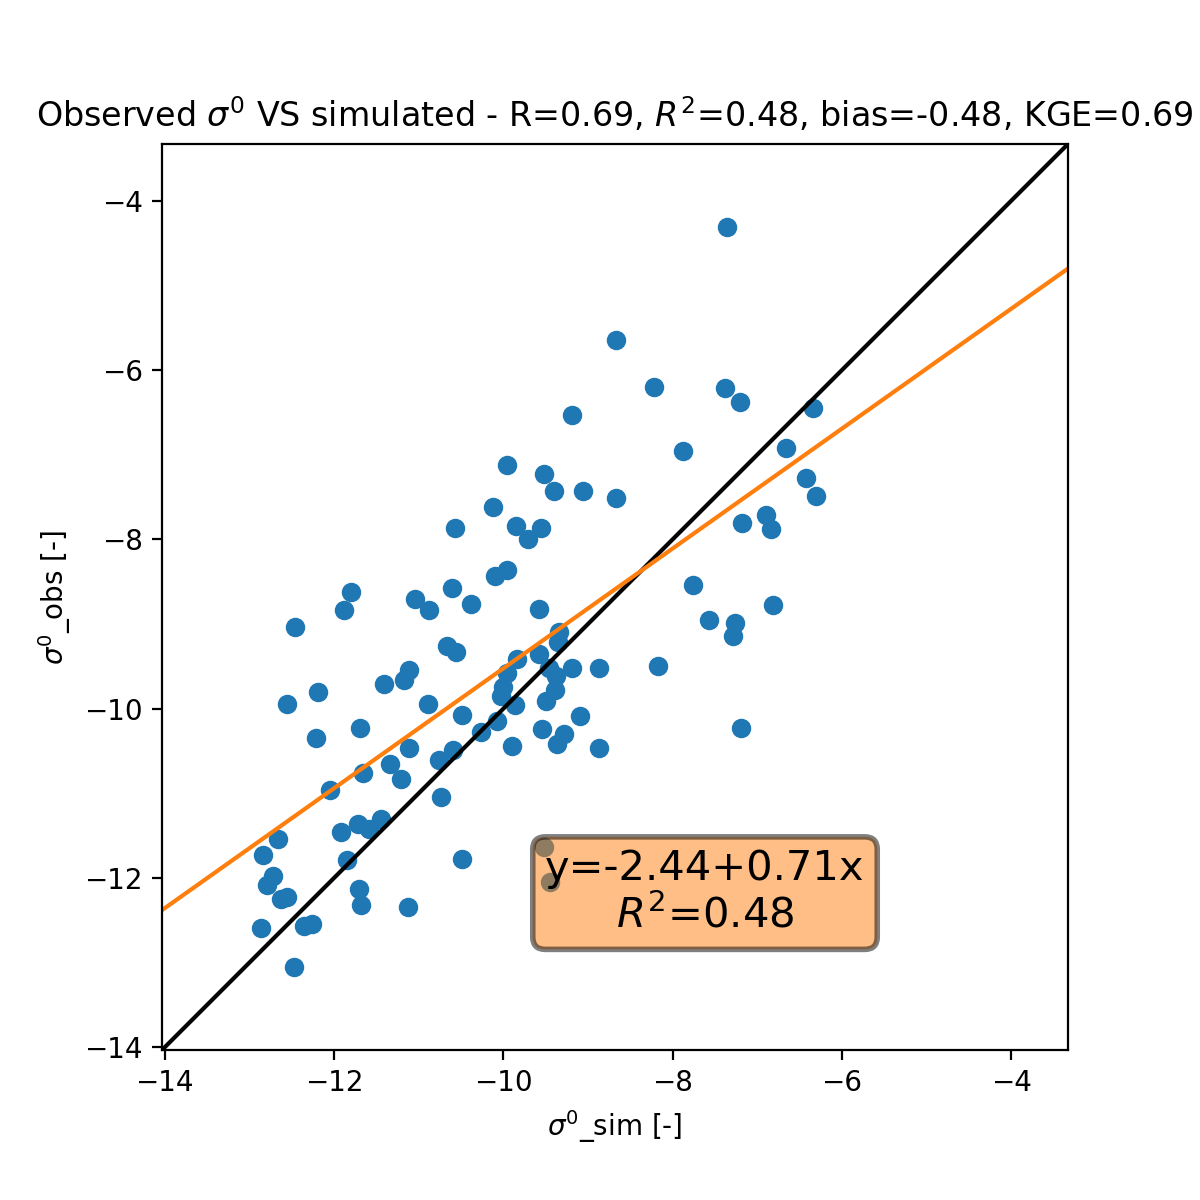 Observed σ⁰ VS simulated - R=0.69, R²=0.48, bias=-0.48, KGE=0.69
−4
−6
−8
−10
−12
−14
σ⁰_obs [-]
y=-2.44+0.71x
R²=0.48
−14 −12 −10 −8 −6 −4
σ⁰_sim [-]